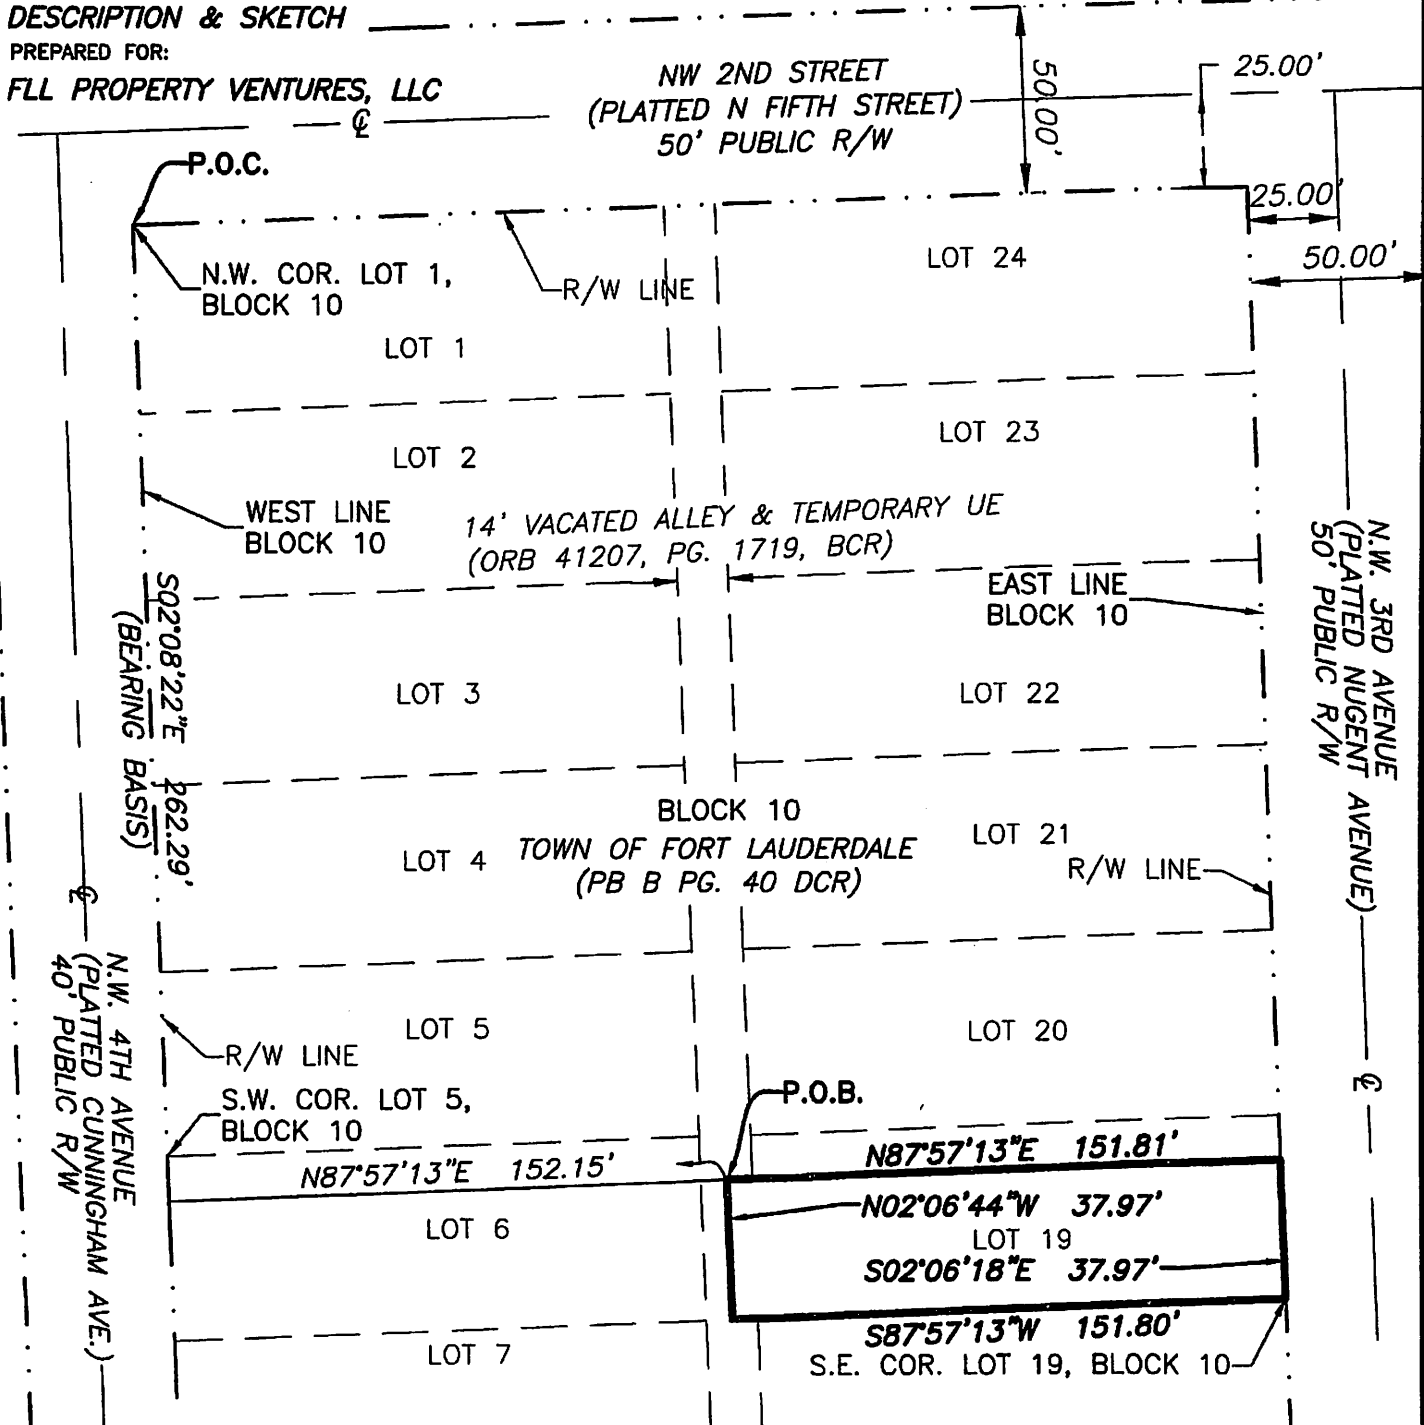 DESCRIPTION & SKETCH
PREPARED FOR:
FLL PROPERTY VENTURES, LLC
NW 2ND STREET
(PLATTED N FIFTH STREET)
50' PUBLIC R/W
50.00'
25.00'
25.00'
50.00'
P.O.C.
N.W. COR. LOT 1,
BLOCK 10
R/W LINE
LOT 24
LOT 1
LOT 2
LOT 23
WEST LINE
BLOCK 10
14' VACATED ALLEY & TEMPORARY UE
(ORB 41207, PG. 1719, BCR)
EAST LINE
BLOCK 10
S02°08'22"E 262.29'
(BEARING BASIS)
N.W. 3RD AVENUE
(PLATTED NUGENT AVENUE)
50' PUBLIC R/W
LOT 3
LOT 22
BLOCK 10
TOWN OF FORT LAUDERDALE
(PB B PG. 40 DCR)
LOT 4
LOT 21
R/W LINE
N.W. 4TH AVENUE
(PLATTED CUNNINGHAM AVE.)
40' PUBLIC R/W
LOT 5
LOT 20
R/W LINE
S.W. COR. LOT 5,
BLOCK 10
P.O.B.
N87°57'13"E 152.15'
N87°57'13"E 151.81'
N02°06'44"W 37.97'
LOT 6
LOT 19
S02°06'18"E 37.97'
S87°57'13"W 151.80'
LOT 7
S.E. COR. LOT 19, BLOCK 10